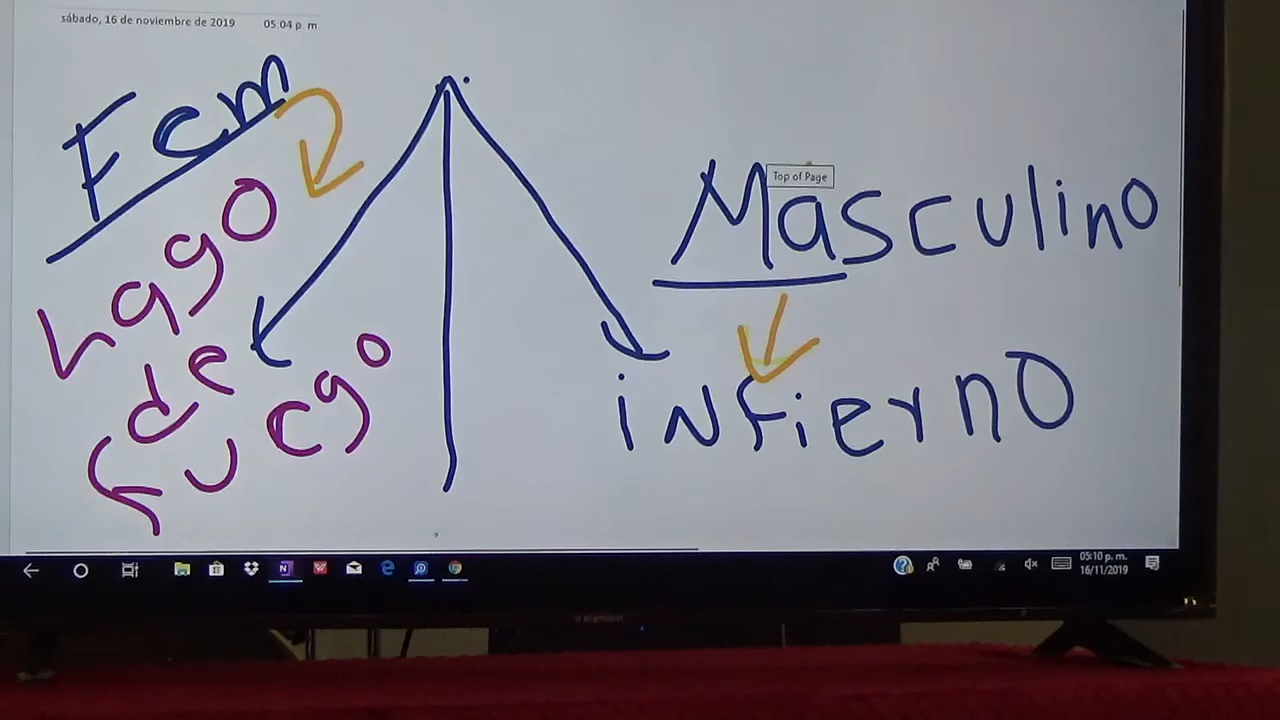 sábado, 16 de noviembre de 2019 05:04 p. m
Fem
Lago
de
fuego
Top of Page
Masculino
infierno
05:10 p. m.
16/11/2019
element